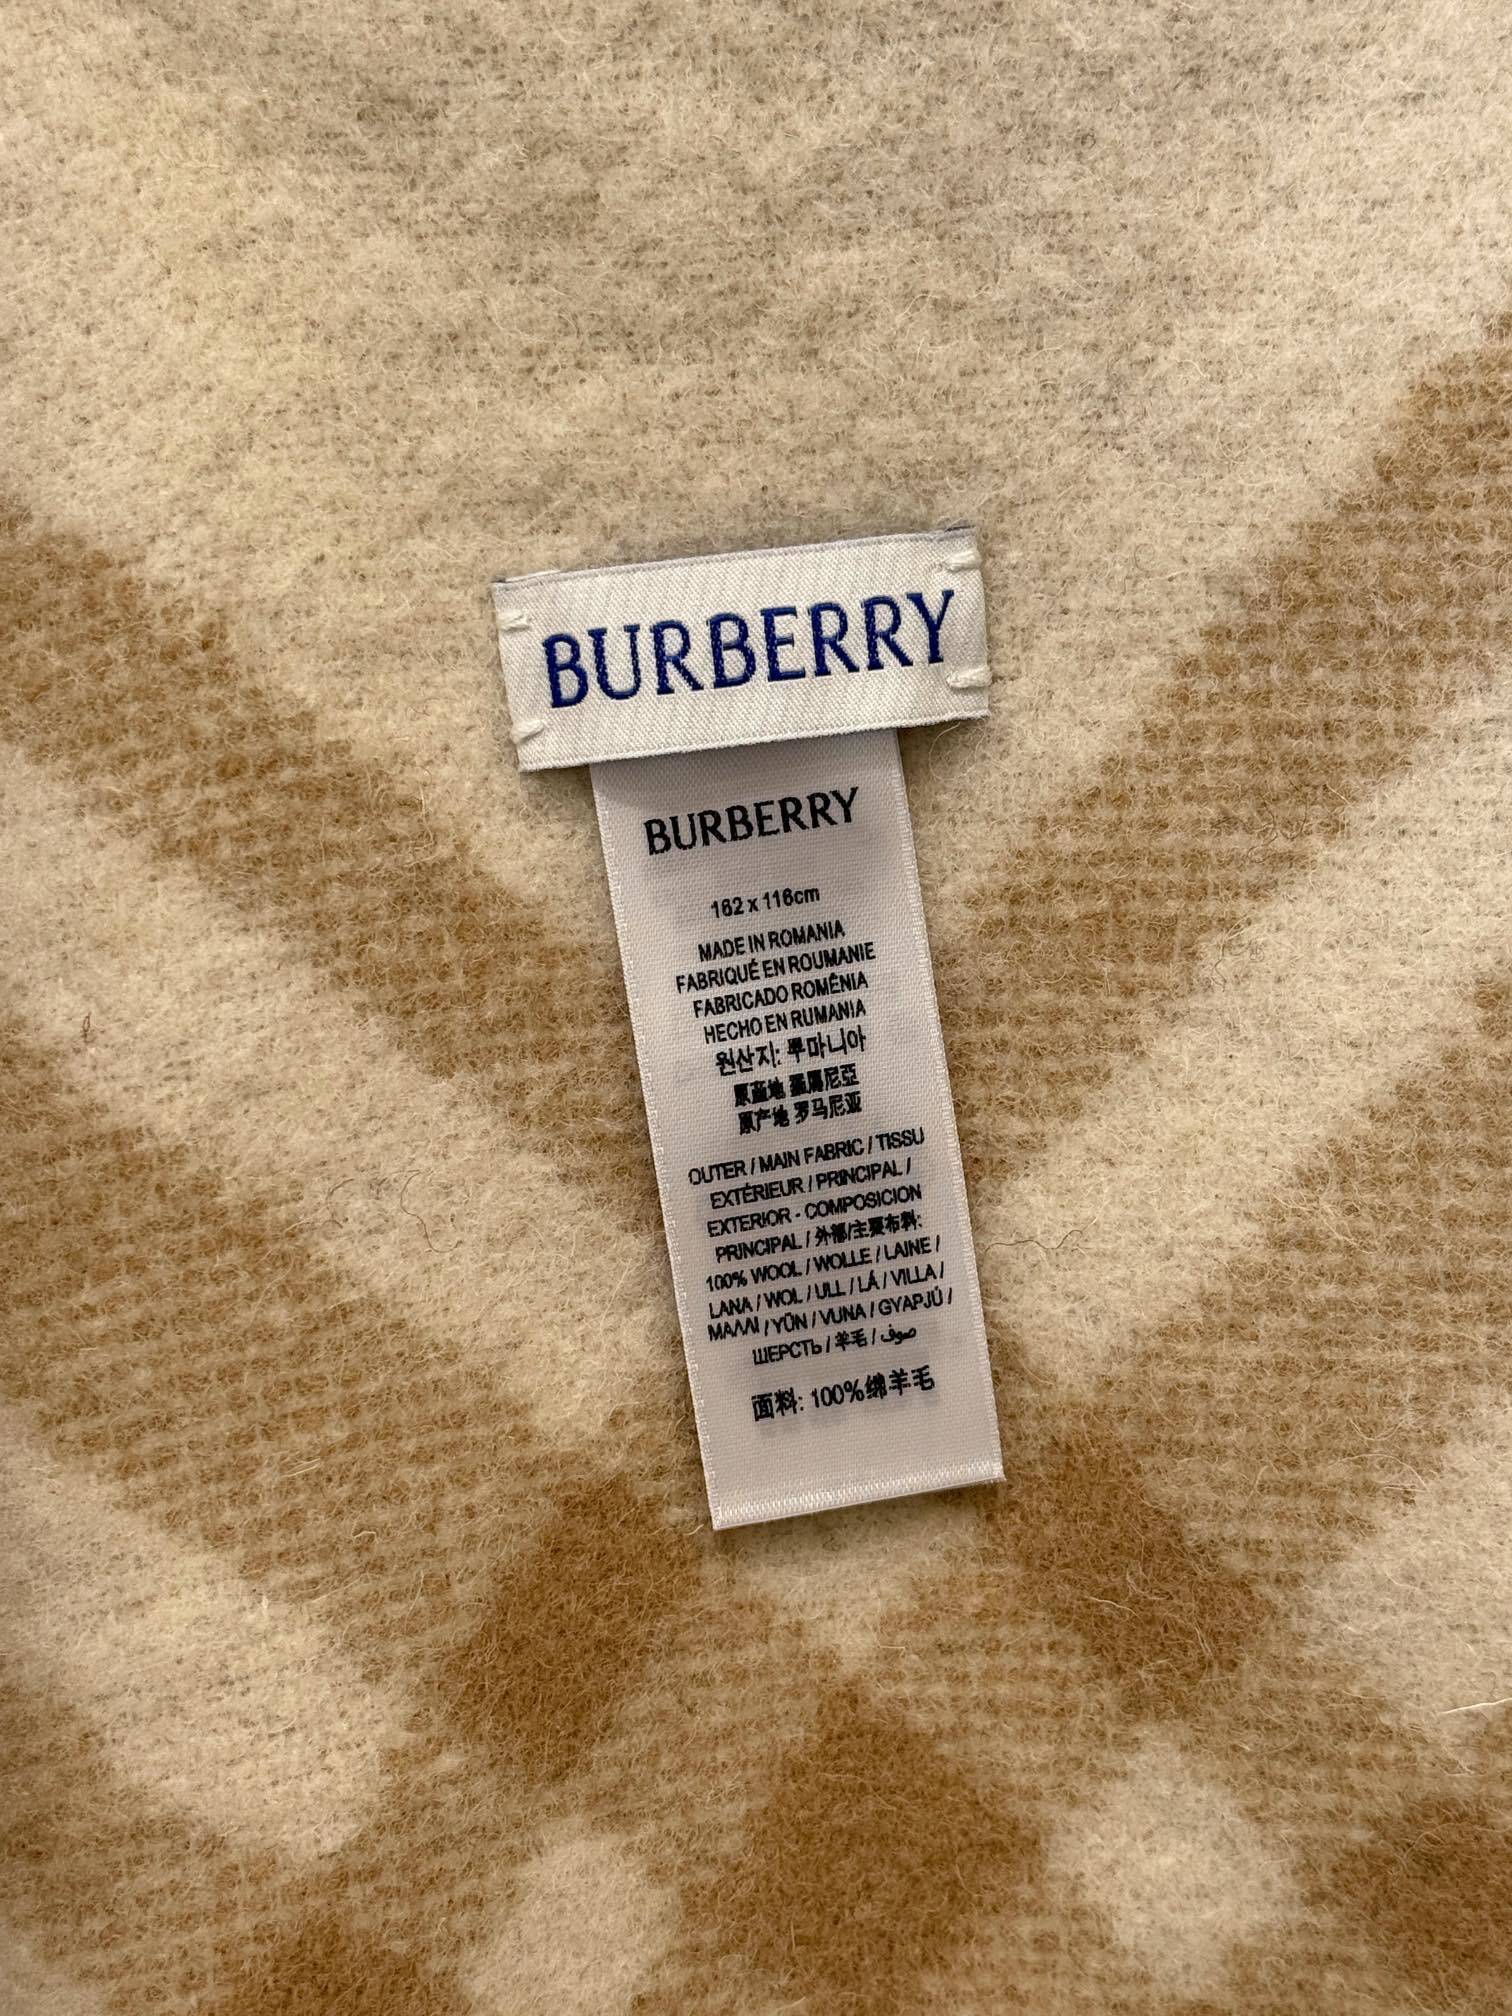 BURBERRY
BURBERRY
162 x 116cm
MADE IN ROMANIA
FABRIQUÉ EN ROUMANIE
FABRICADO ROMÊNIA
HECHO EN RUMANIA
원산지: 루마니아
原產地 羅馬尼亞
原产地 罗马尼亚
OUTER / MAIN FABRIC / TISSU
EXTÉRIEUR / PRINCIPAL /
EXTERIOR - COMPOSICION
PRINCIPAL / 外部/主要布料:
100% WOOL / WOLLE / LAINE /
LANA / WOL / ULL / LÁ / VILLA /
ΜΑΛΛΙ / YÜN / VUNA / GYAPJÚ /
ШЕРСТЬ / 羊毛 / صوف
面料: 100%绵羊毛